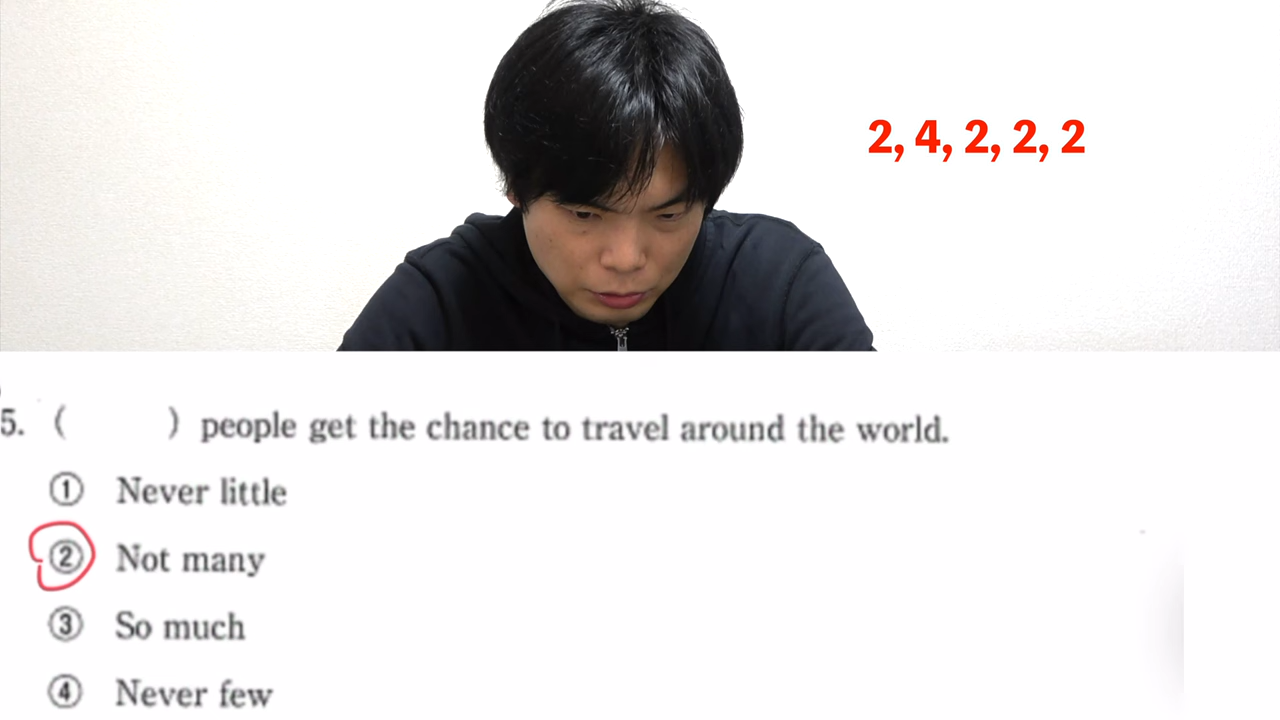 2, 4, 2, 2, 2
5. (    ) people get the chance to travel around the world.
① Never little
② Not many
③ So much
④ Never few